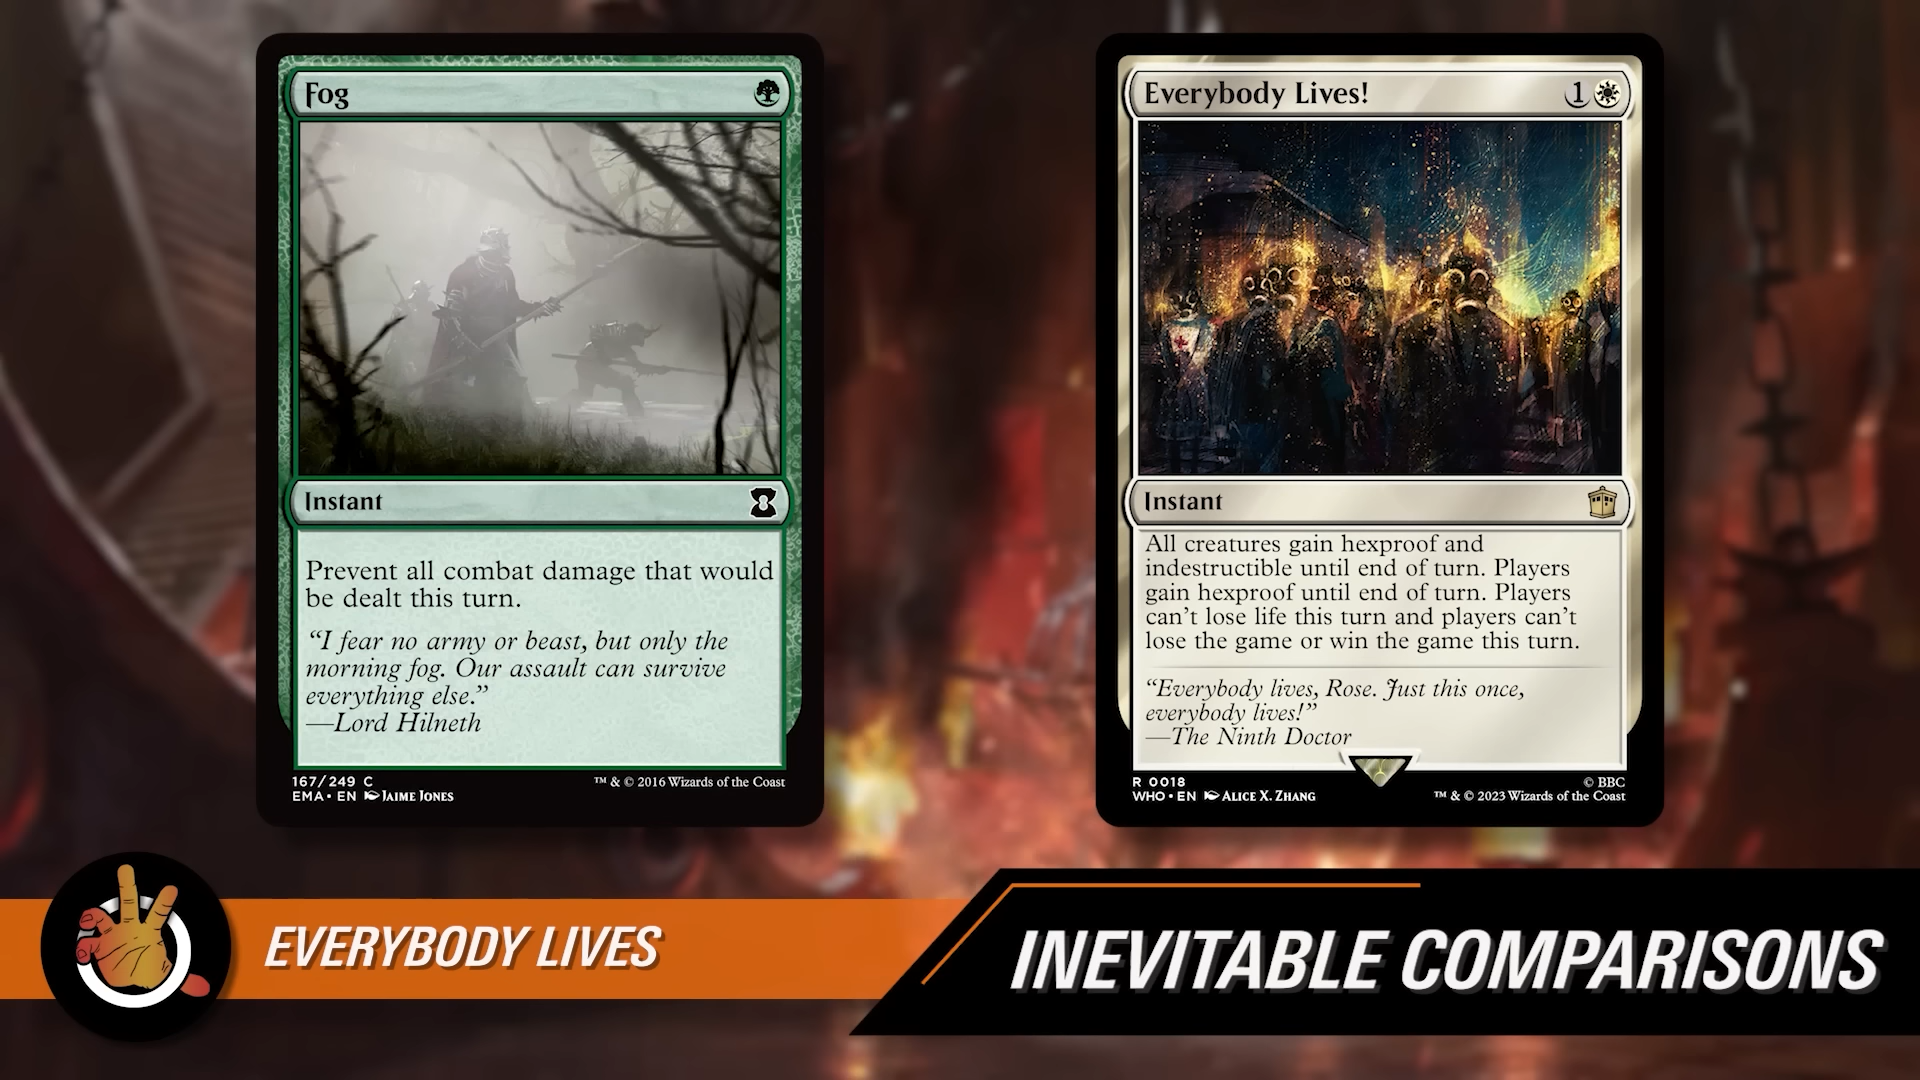 Fog
Instant
Prevent all combat damage that would
be dealt this turn.
“I fear no army or beast, but only the
morning fog. Our assault can survive
everything else.”
—Lord Hilneth
167/249 C
EMA • EN Jaime Jones
™ & © 2016 Wizards of the Coast
Everybody Lives!
1
Instant
All creatures gain hexproof and
indestructible until end of turn. Players
gain hexproof until end of turn. Players
can’t lose life this turn and players can’t
lose the game or win the game this turn.
“Everybody lives, Rose. Just this once,
everybody lives!”
—The Ninth Doctor
R 0018
WHO • EN Alice X. Zhang
© BBC
™ & © 2023 Wizards of the Coast
EVERYBODY LIVES
INEVITABLE COMPARISONS